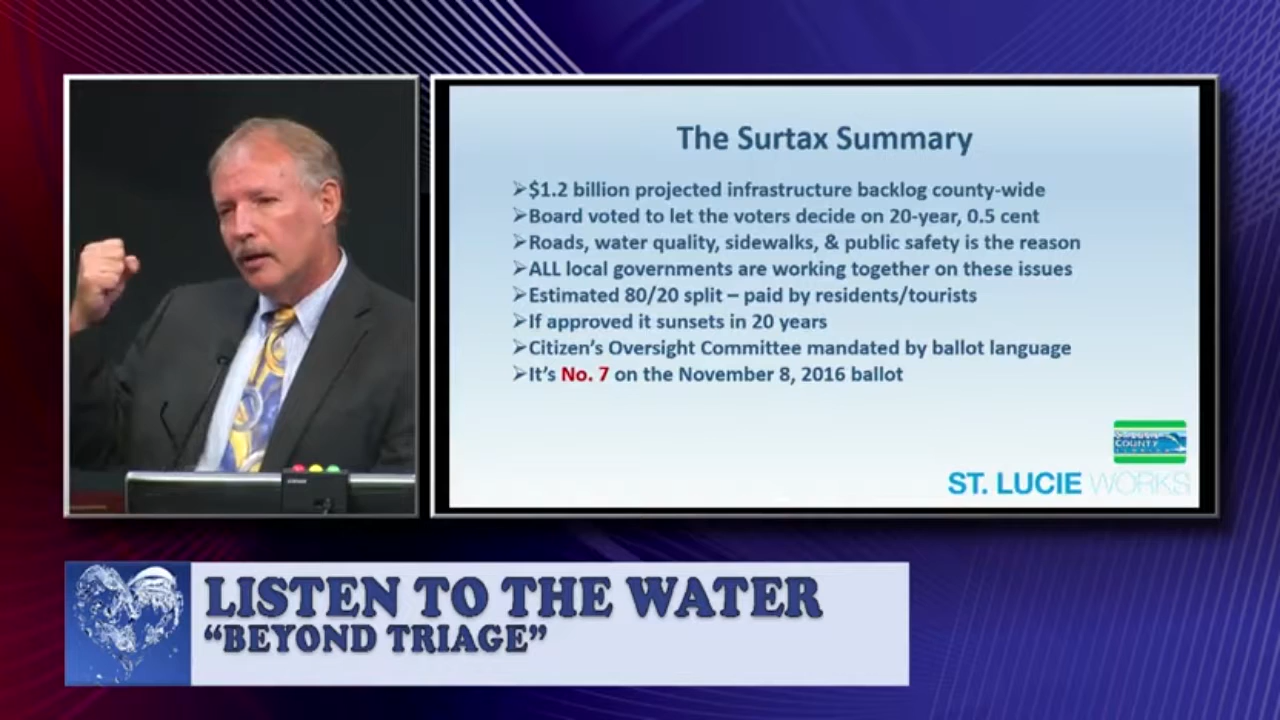 The Surtax Summary
➢$1.2 billion projected infrastructure backlog county-wide
➢Board voted to let the voters decide on 20-year, 0.5 cent
➢Roads, water quality, sidewalks, & public safety is the reason
➢ALL local governments are working together on these issues
➢Estimated 80/20 split – paid by residents/tourists
➢If approved it sunsets in 20 years
➢Citizen's Oversight Committee mandated by ballot language
➢It's No. 7 on the November 8, 2016 ballot
COUNTY
ST. LUCIE WORKS
LISTEN TO THE WATER
“BEYOND TRIAGE”